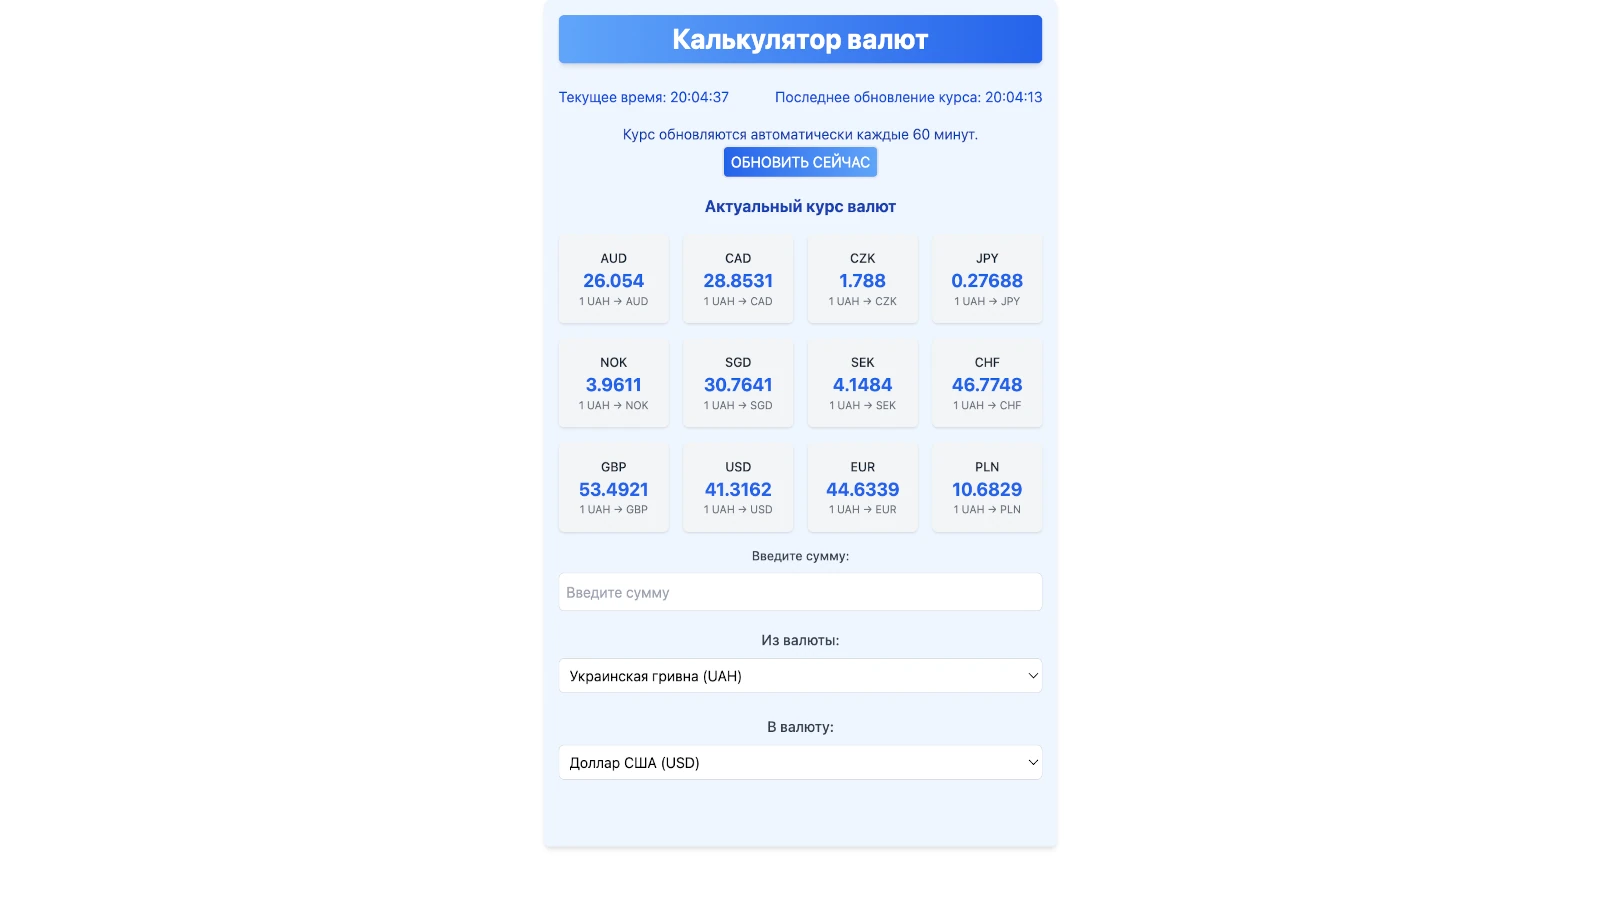 Калькулятор валют
Текущее время: 20:04:37 Последнее обновление курса: 20:04:13
Курс обновляются автоматически каждые 60 минут.
ОБНОВИТЬ СЕЙЧАС
Актуальный курс валют
AUD
26.054
1 UAH → AUD
CAD
28.8531
1 UAH → CAD
CZK
1.788
1 UAH → CZK
JPY
0.27688
1 UAH → JPY
NOK
3.9611
1 UAH → NOK
SGD
30.7641
1 UAH → SGD
SEK
4.1484
1 UAH → SEK
CHF
46.7748
1 UAH → CHF
GBP
53.4921
1 UAH → GBP
USD
41.3162
1 UAH → USD
EUR
44.6339
1 UAH → EUR
PLN
10.6829
1 UAH → PLN
Введите сумму:
Введите сумму
Из валюты:
Украинская гривна (UAH)
В валюту:
Доллар США (USD)